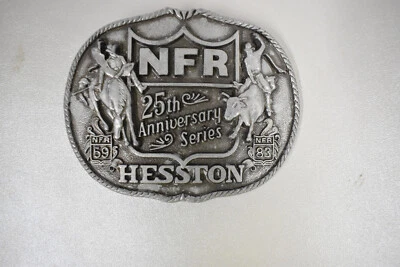 NFR
25th
Anniversary
Series
NFR
59
NFR
83
HESSTON